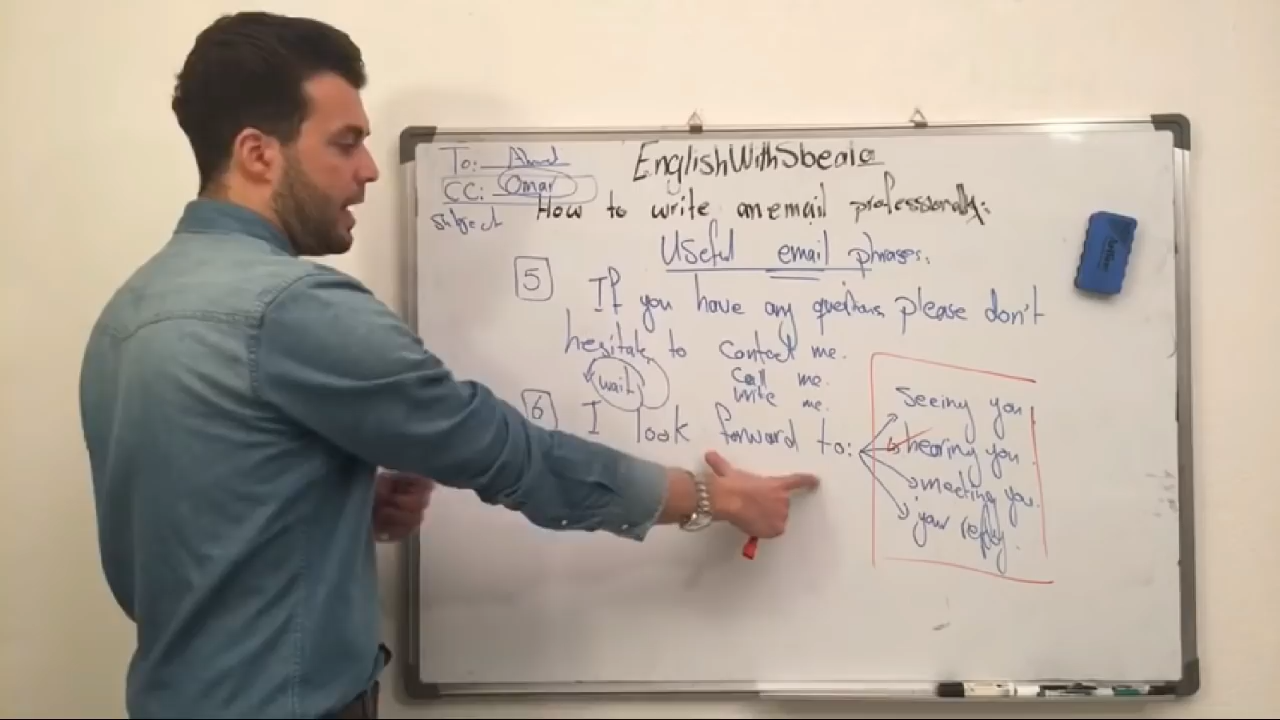 To: Ahmd
CC: Omar
Subject
EnglishWithSbeata
How to write an email professionally:
Useful email phrases.
5 If you have any questions please don't
hesitate to contact me.
wait
call me.
write me.
6 I look forward to:
Seeing you
hearing you
meeting you.
your reply.